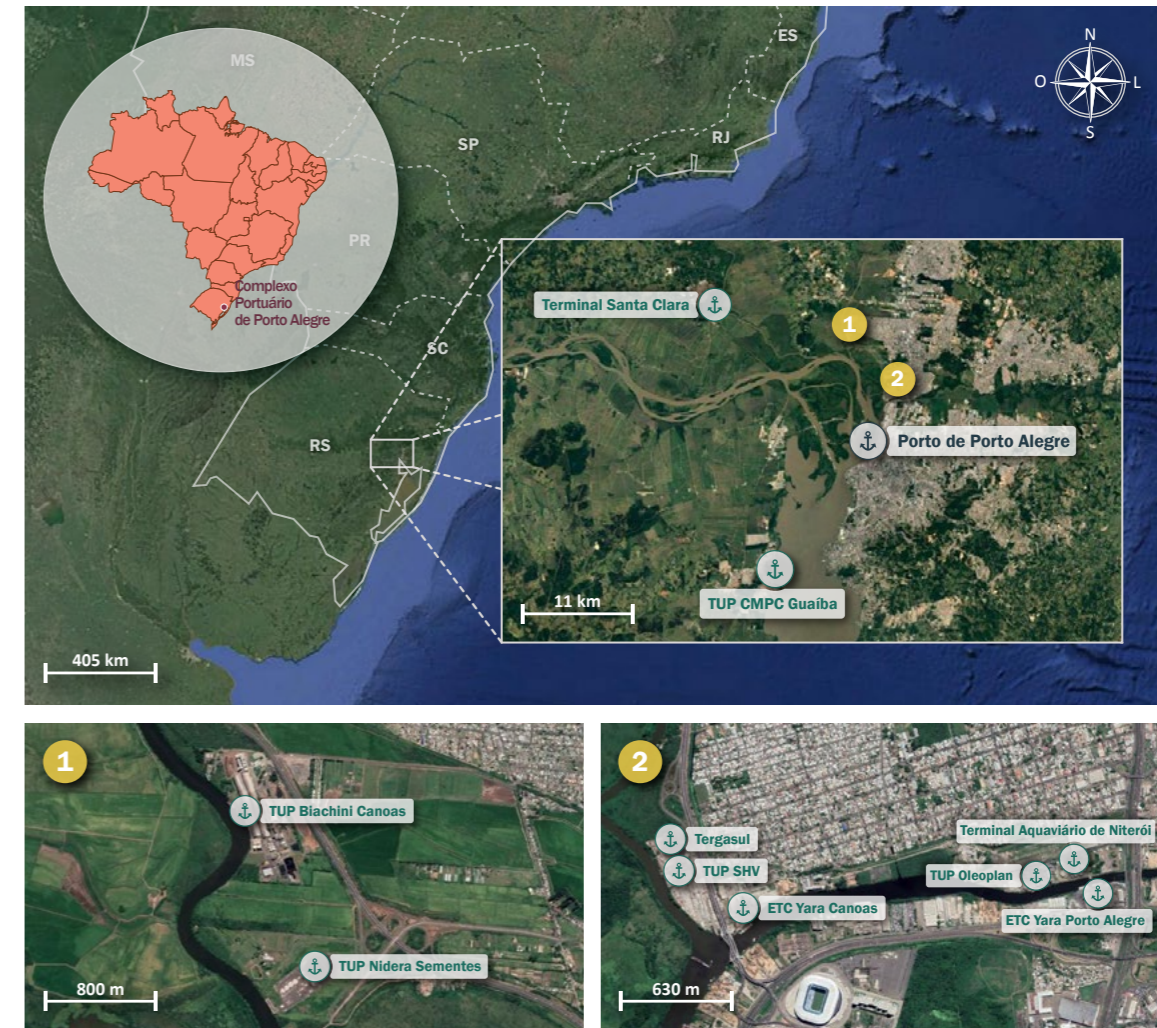 MS
ES
N
O
L
S
SP
RJ
PR
Complexo
Portuário
de Porto Alegre
SC
RS
405 km
Terminal Santa Clara
1
2
Porto de Porto Alegre
TUP CMPC Guaíba
11 km
1
TUP Biachini Canoas
TUP Nidera Sementes
800 m
2
Tergasul
TUP SHV
ETC Yara Canoas
Terminal Aquaviário de Niterói
TUP Oleoplan
ETC Yara Porto Alegre
630 m